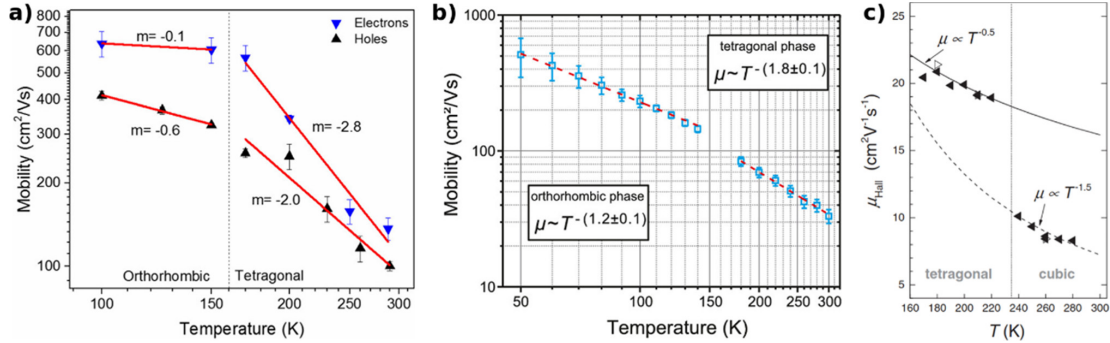 a)
Electrons
Holes
m= -0.1
m= -0.6
m= -2.8
m= -2.0
Orthorhombic
Tetragonal
Mobility (cm²/Vs)
800
700
600
500
400
300
200
100
100
150
200
250
300
Temperature (K)
b)
tetragonal phase
μ~T-(1.8±0.1)
orthorhombic phase
μ~T-(1.2±0.1)
Mobility (cm²/Vs)
1000
100
10
50
100
150
200
250
300
Temperature (K)
c)
μ ∝ T-0.5
μ ∝ T-1.5
tetragonal
cubic
μHall (cm2V-1s-1)
25
20
15
10
5
160
180
200
220
240
260
280
300
T (K)